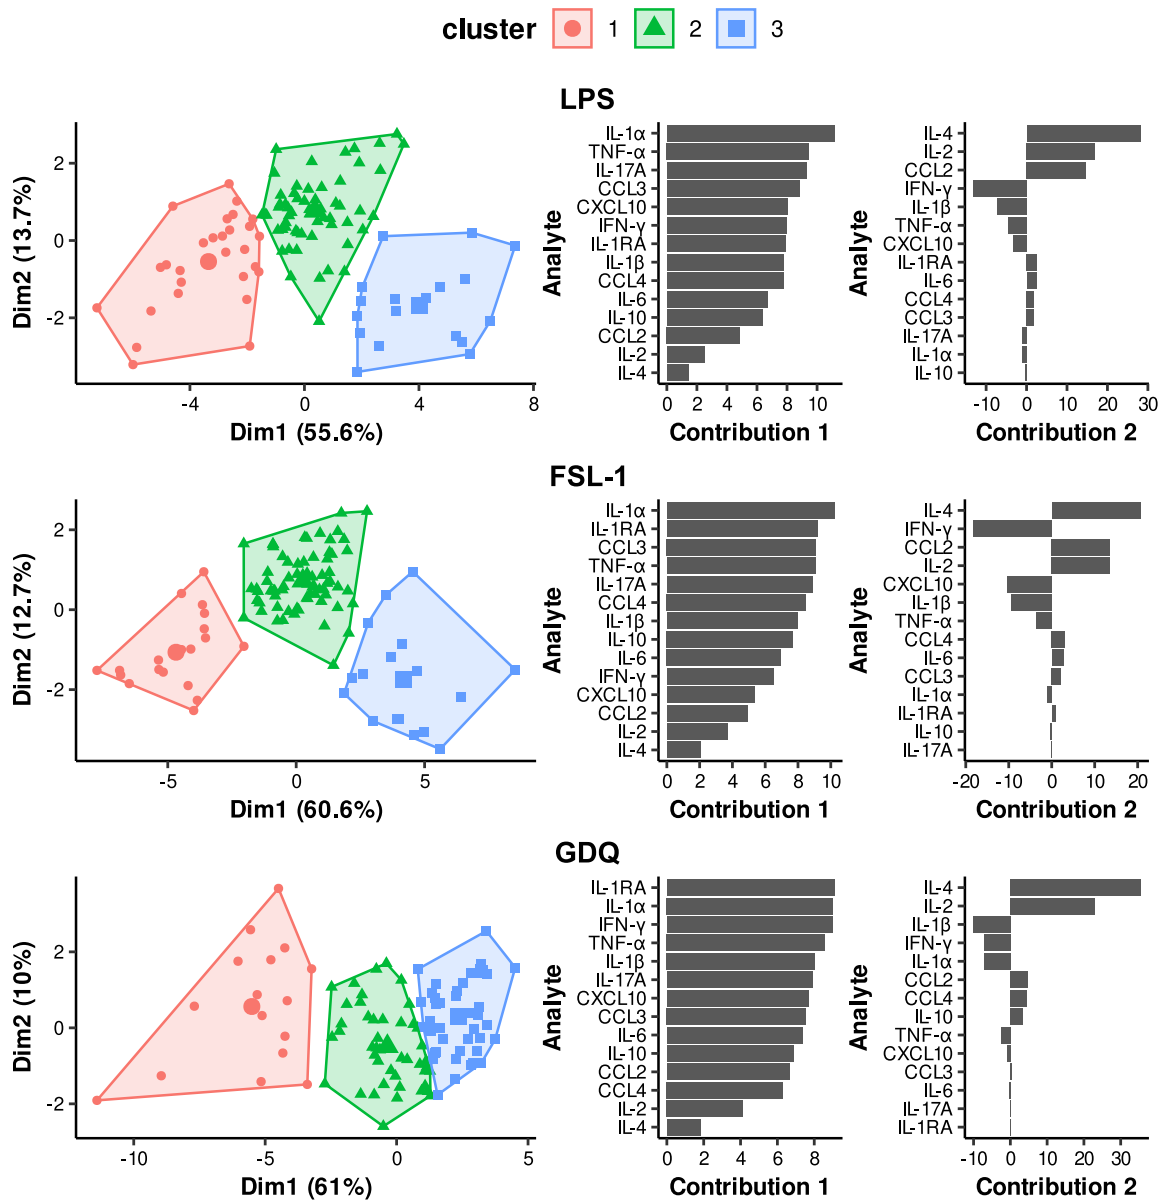 cluster 1 2 3
LPS
Dim2 (13.7%)
2
0
-2
-4 0 4 8
Dim1 (55.6%)
Analyte
IL-1α
TNF-α
IL-17A
CCL3
CXCL10
IFN-γ
IL-1RA
IL-1β
CCL4
IL-6
IL-10
CCL2
IL-2
IL-4
0 2 4 6 8 10
Contribution 1
Analyte
IL-4
IL-2
CCL2
IFN-γ
IL-1β
TNF-α
CXCL10
IL-1RA
IL-6
CCL4
CCL3
IL-17A
IL-1α
IL-10
-10 0 10 20 30
Contribution 2
FSL-1
Dim2 (12.7%)
2
0
-2
-5 0 5
Dim1 (60.6%)
Analyte
IL-1α
IL-1RA
CCL3
TNF-α
IL-17A
CCL4
IL-1β
IL-10
IL-6
IFN-γ
CXCL10
CCL2
IL-2
IL-4
0 2 4 6 8 10
Contribution 1
Analyte
IL-4
IFN-γ
CCL2
IL-2
CXCL10
IL-1β
TNF-α
CCL4
IL-6
CCL3
IL-1α
IL-1RA
IL-10
IL-17A
-20 -10 0 10 20
Contribution 2
GDQ
Dim2 (10%)
2
0
-2
-10 -5 0 5
Dim1 (61%)
Analyte
IL-1RA
IL-1α
IFN-γ
TNF-α
IL-1β
IL-17A
CXCL10
CCL3
IL-6
IL-10
CCL2
CCL4
IL-2
IL-4
0 2 4 6 8
Contribution 1
Analyte
IL-4
IL-2
IL-1β
IFN-γ
IL-1α
CCL2
CCL4
IL-10
TNF-α
CXCL10
CCL3
IL-6
IL-17A
IL-1RA
-10 0 10 20 30
Contribution 2